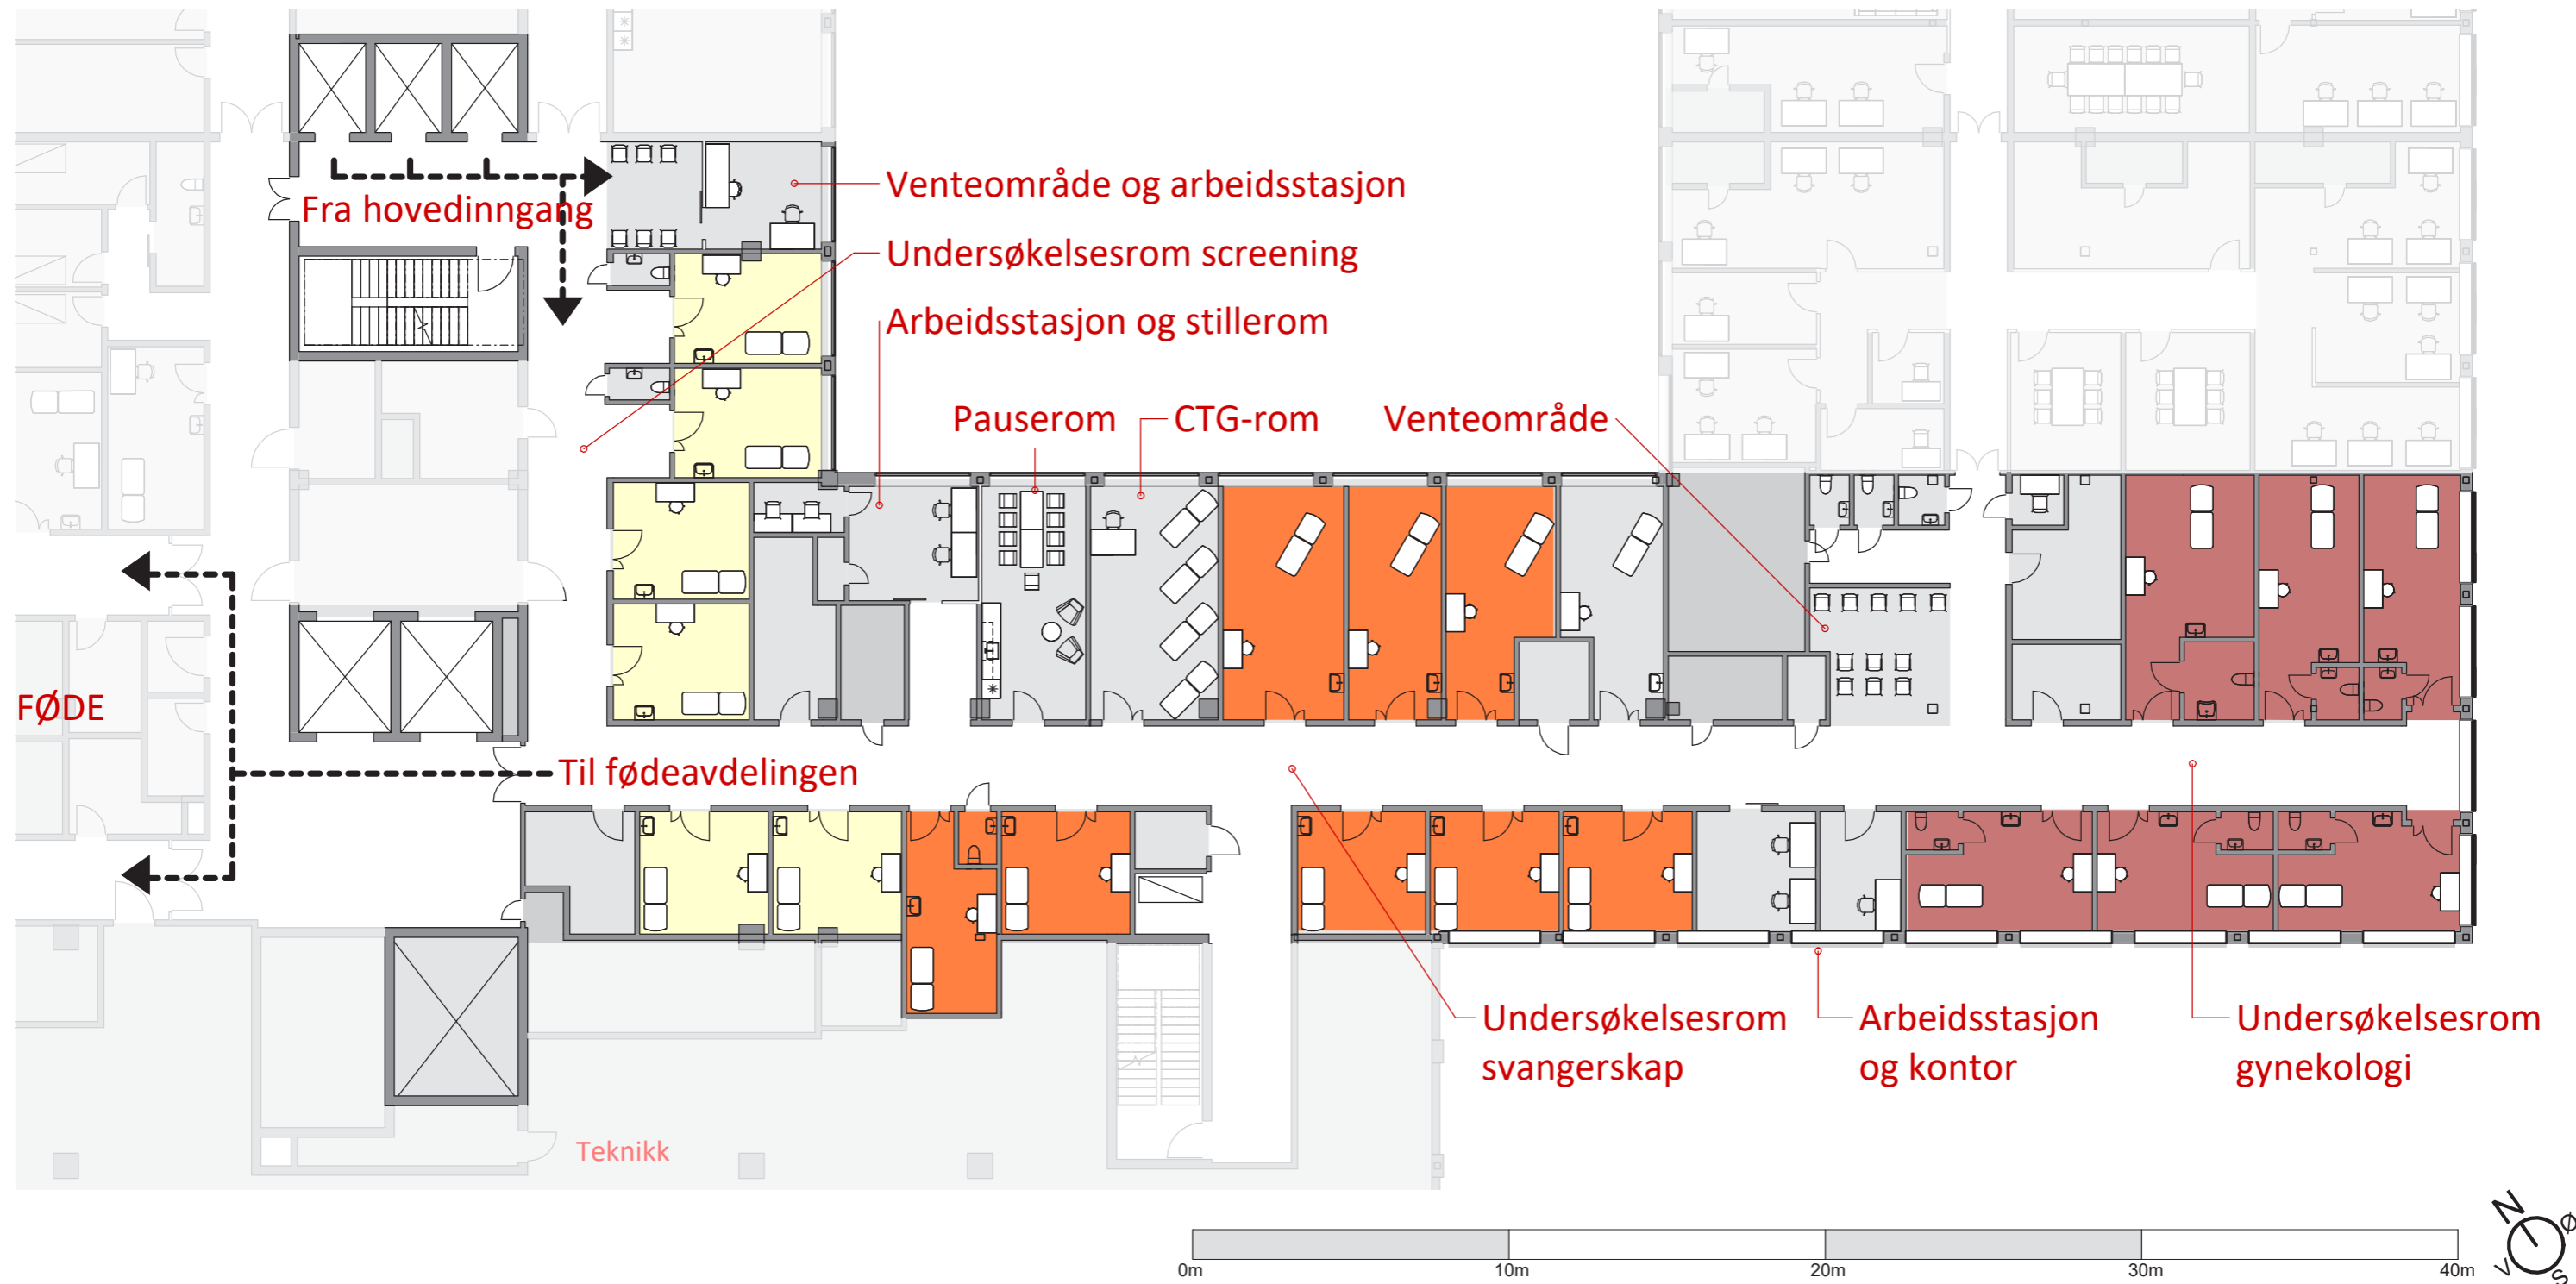 Venteområde og arbeidsstasjon
Fra hovedinngang
Undersøkelsesrom screening
Arbeidsstasjon og stillerom
Pauserom
CTG-rom
Venteområde
FØDE
Til fødeavdelingen
Undersøkelsesrom
svangerskap
Arbeidsstasjon
og kontor
Undersøkelsesrom
gynekologi
Teknikk
N
Ø
V
S
0m
10m
20m
30m
40m